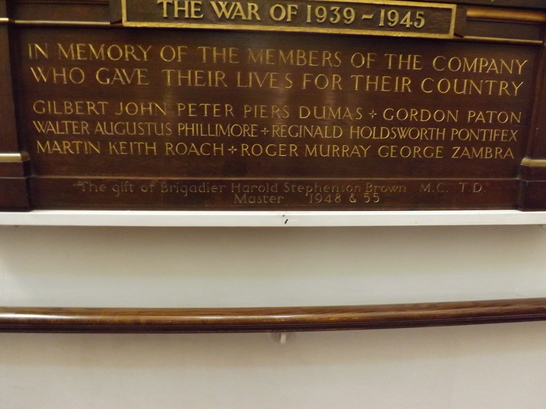 THE WAR OF 1939 ~ 1945
IN MEMORY OF THE MEMBERS OF THE COMPANY
WHO GAVE THEIR LIVES FOR THEIR COUNTRY
GILBERT JOHN PETER PIERS DUMAS + GORDON PATON
WALTER AUGUSTUS PHILLIMORE + REGINALD HOLDSWORTH PONTIFEX
MARTIN KEITH ROACH + ROGER MURRAY GEORGE ZAMBRA
The gift of Brigadier Harold Stephenson Brown M.C. T.D.
Master 1948 & 55